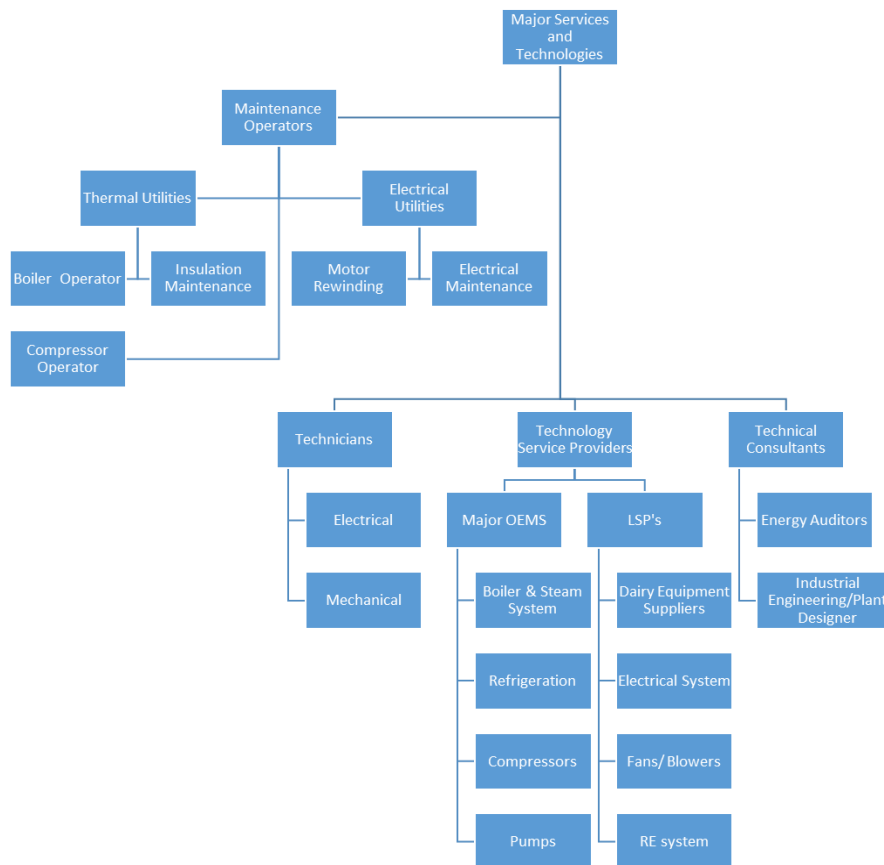 Major Services
and
Technologies
Maintenance
Operators
Thermal Utilities
Electrical
Utilities
Boiler Operator
Insulation
Maintenance
Motor
Rewinding
Electrical
Maintenance
Compressor
Operator
Technicians
Technology
Service Providers
Technical
Consultants
Electrical
Major OEMS
LSP's
Energy Auditors
Mechanical
Boiler & Steam
System
Dairy Equipment
Suppliers
Industrial
Engineering/Plant
Designer
Refrigeration
Electrical System
Compressors
Fans/ Blowers
Pumps
RE system